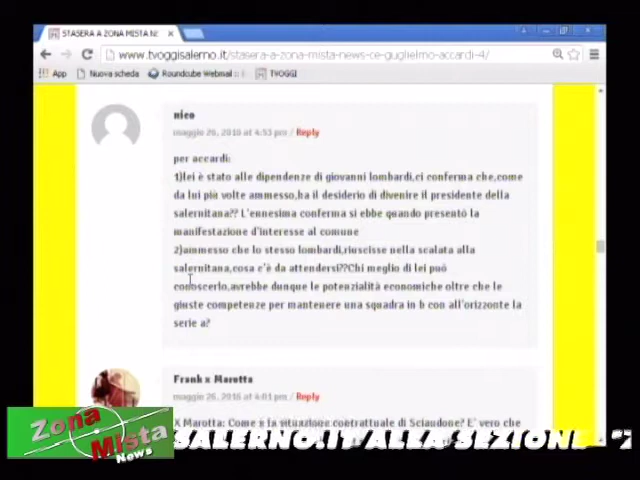 STASERA A ZONA MISTA NE
www.tvoggisalerno.it/stasera-a-zona-mista-news-ce-guglielmo-accardi-4/
App Nuova scheda Roundcube Webmail :: TVOGGI
nico
maggio 26, 2016 at 4:53 pm / Reply
per accardi:
1)lei è stato alle dipendenze di giovanni lombardi,ci conferma che,come
da lui più volte ammesso,ha il desiderio di divenire il presidente della
salernitana?? L'ennesima conferma si ebbe quando presentò la
manifestazione d'interesse al comune
2)ammesso che lo stesso lombardi,riuscisse nella scalata alla
salernitana,cosa c'è da attendersi??Chi meglio di lei può
conoscerlo,avrebbe dunque le potenzialità economiche oltre che le
giuste competenze per mantenere una squadra in b con all'orizzonte la
serie a?
Frank x Marotta
maggio 26, 2016 at 4:01 pm / Reply
X Marotta: Come è la situazione contrattuale di Sciaudone? E' vero che
Zona
Mista
News
SALERNO.IT ALLA SEZIONE "Z